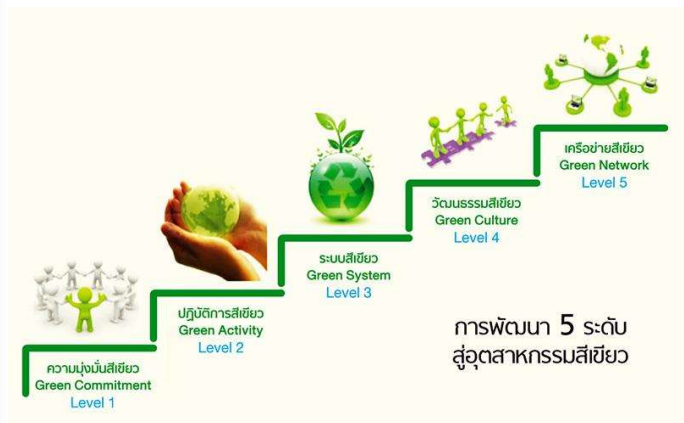 ความมุ่งมั่นสีเขียว
Green Commitment
Level 1
ปฏิบัติการสีเขียว
Green Activity
Level 2
ระบบสีเขียว
Green System
Level 3
วัฒนธรรมสีเขียว
Green Culture
Level 4
เครือข่ายสีเขียว
Green Network
Level 5
การพัฒนา 5 ระดับ
สู่อุตสาหกรรมสีเขียว